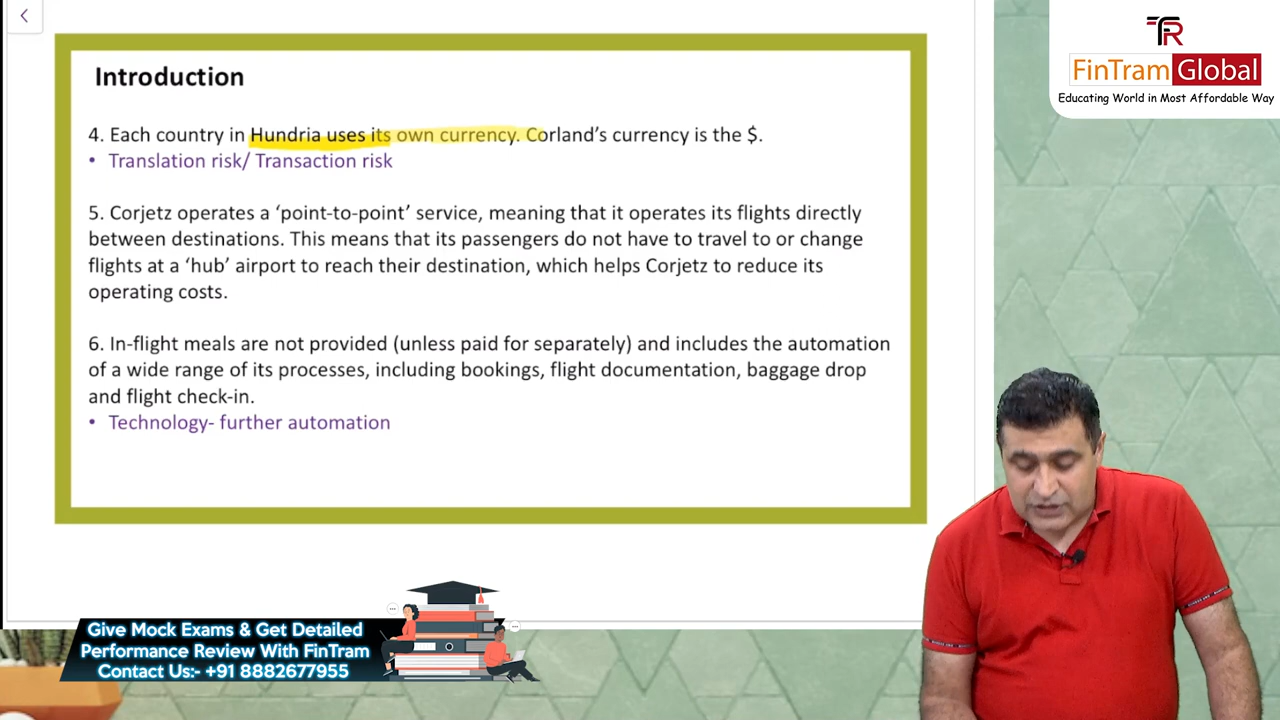 TR
FinTram Global
Educating World in Most Affordable Way
Introduction
4. Each country in Hundria uses its own currency. Corland’s currency is the $.
• Translation risk/ Transaction risk
5. Corjetz operates a ‘point-to-point’ service, meaning that it operates its flights directly
between destinations. This means that its passengers do not have to travel to or change
flights at a ‘hub’ airport to reach their destination, which helps Corjetz to reduce its
operating costs.
6. In-flight meals are not provided (unless paid for separately) and includes the automation
of a wide range of its processes, including bookings, flight documentation, baggage drop
and flight check-in.
• Technology- further automation
Give Mock Exams & Get Detailed
Performance Review With FinTram
Contact Us:- +91 8882677955